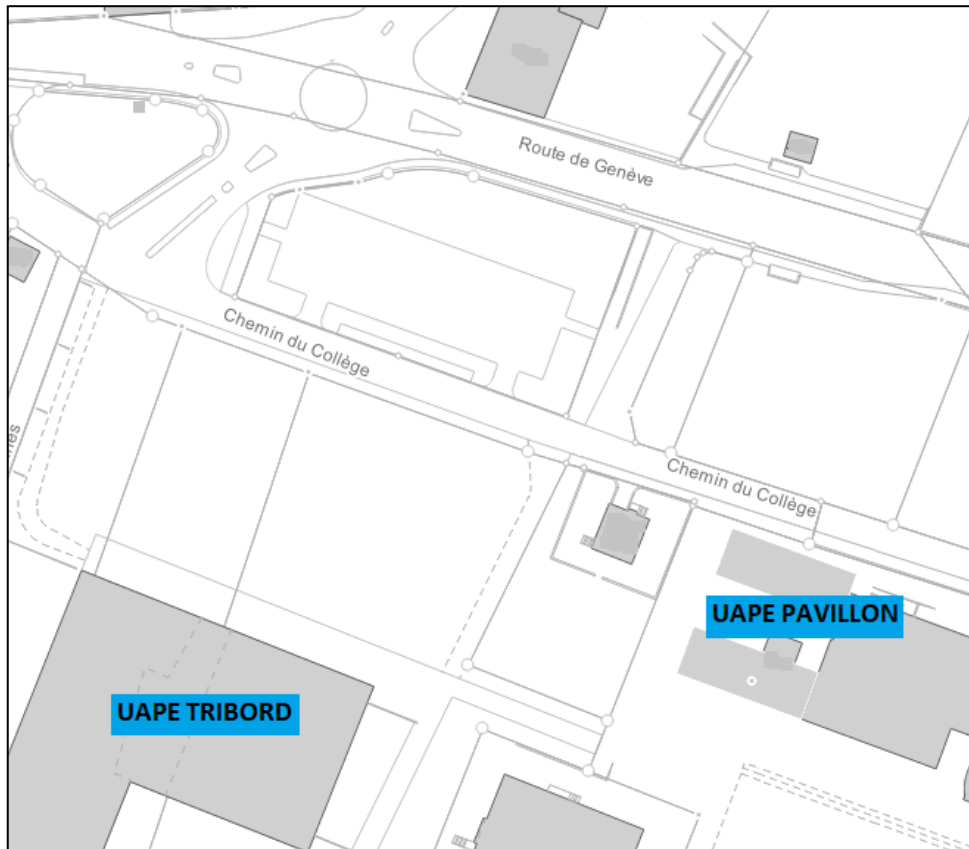 Route de Genève
Chemin du Collège
Chemin du Collège
UAPE PAVILLON
UAPE TRIBORD